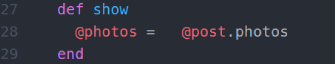 27 def show
28 @photos = @post.photos
29 end